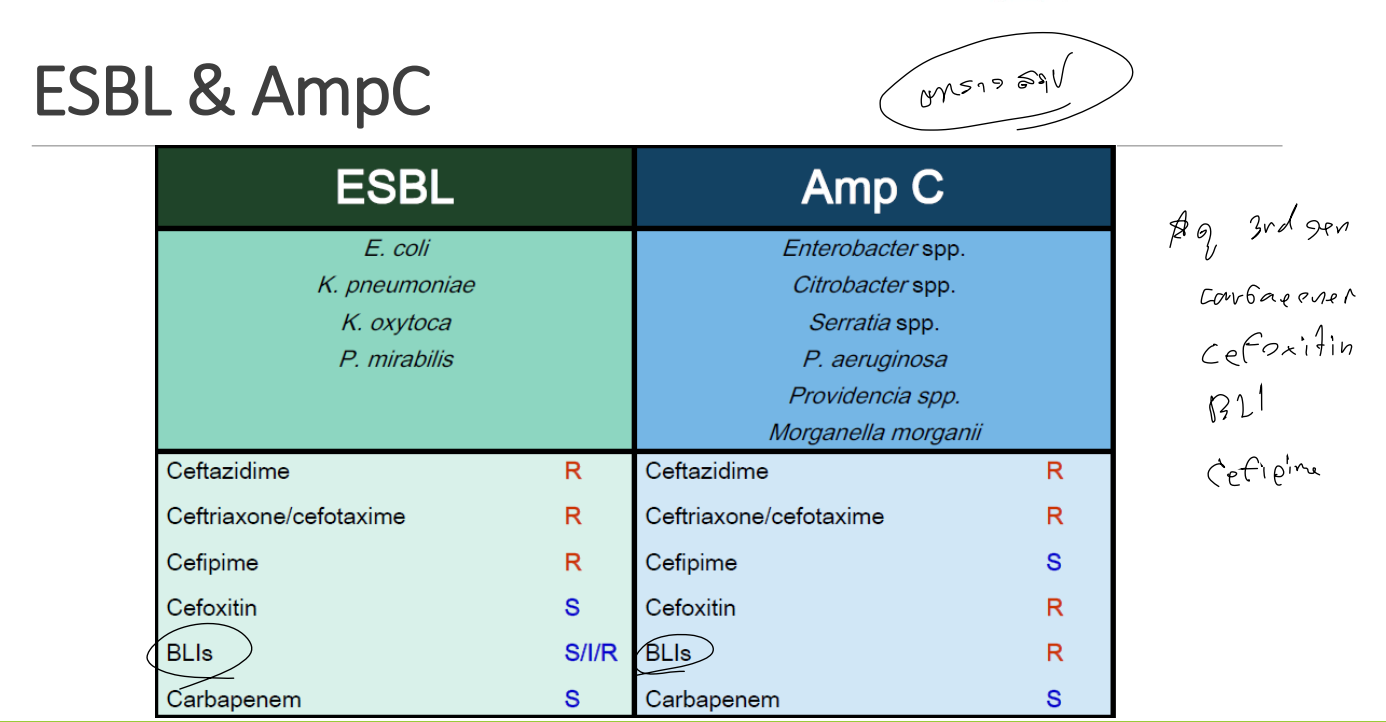 ESBL & AmpC
ตาราง สรุป
ESBL
Amp C
E. coli
K. pneumoniae
K. oxytoca
P. mirabilis
Enterobacter spp.
Citrobacter spp.
Serratia spp.
P. aeruginosa
Providencia spp.
Morganella morganii
Ceftazidime R
Ceftriaxone/cefotaxime R
Cefipime R
Cefoxitin S
BLIs S/I/R
Carbapenem S
Ceftazidime R
Ceftriaxone/cefotaxime R
Cefipime S
Cefoxitin R
BLIs R
Carbapenem S
ดู 3rd gen
Cefoxitin
BLI
Cefipime